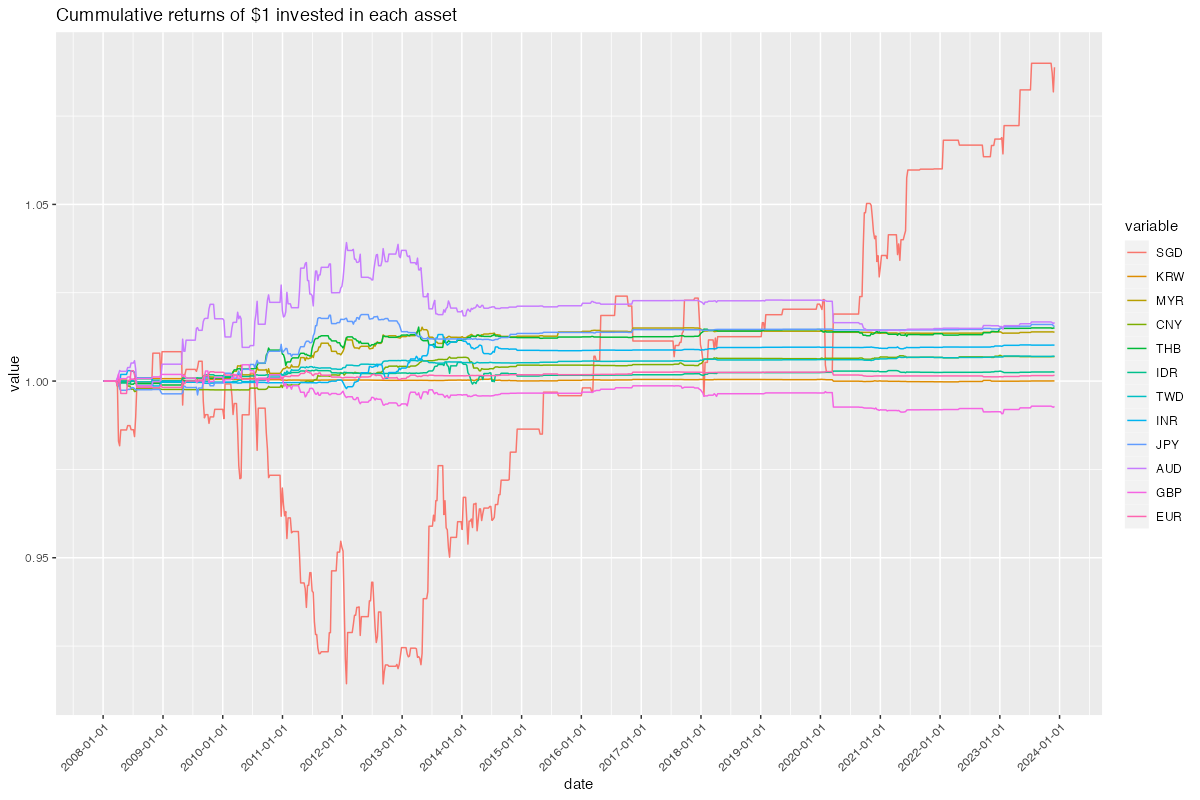 Cummulative returns of $1 invested in each asset
value
1.05
1.00
0.95
2008-01-01
2009-01-01
2010-01-01
2011-01-01
2012-01-01
2013-01-01
2014-01-01
2015-01-01
2016-01-01
2017-01-01
2018-01-01
2019-01-01
2020-01-01
2021-01-01
2022-01-01
2023-01-01
2024-01-01
date
variable
SGD
KRW
MYR
CNY
THB
IDR
TWD
INR
JPY
AUD
GBP
EUR